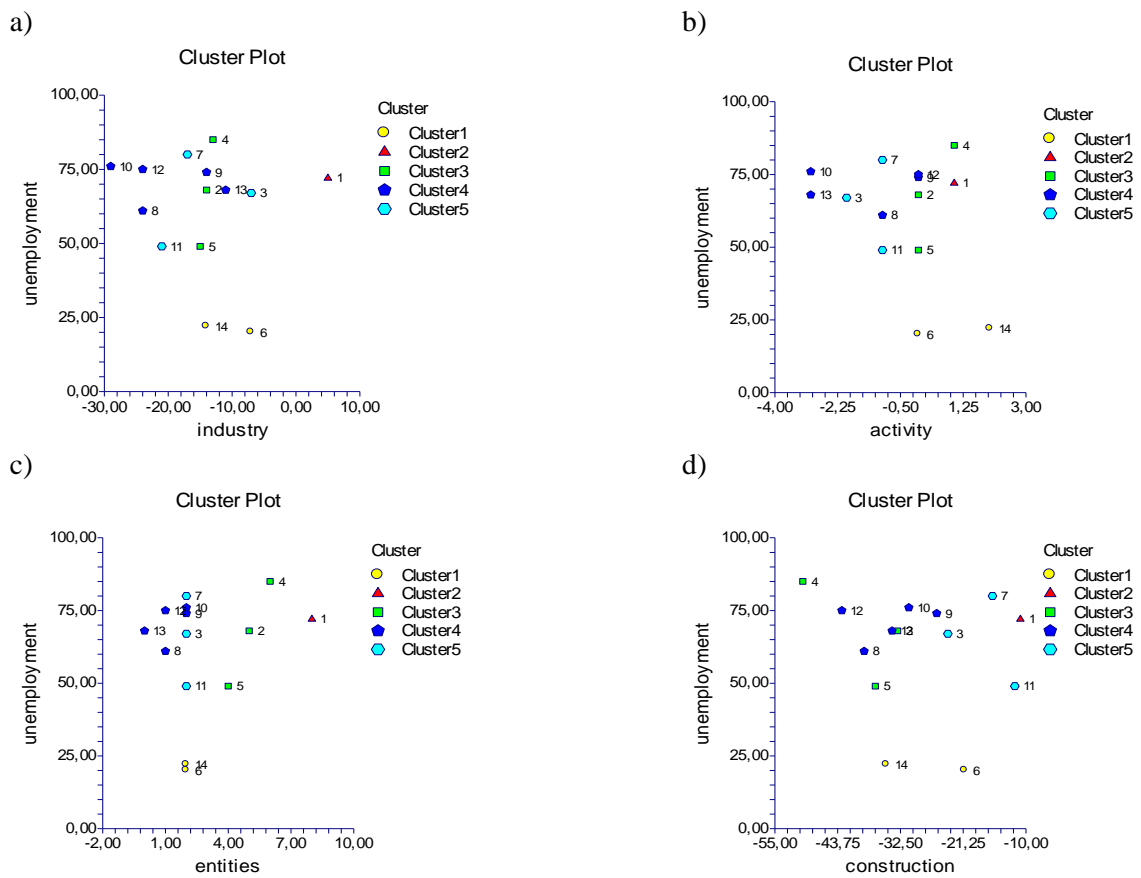 a)
Cluster Plot
unemployment
100,00
75,00
50,00
25,00
0,00
-30,00 -20,00 -10,00 0,00 10,00
industry
4
7
10
12
9
1
2
13
3
8
11
5
14
6
Cluster
Cluster1
Cluster2
Cluster3
Cluster4
Cluster5
b)
Cluster Plot
unemployment
100,00
75,00
50,00
25,00
0,00
-4,00 -2,25 -0,50 1,25 3,00
activity
4
7
10
12
9
1
13
3
2
8
11
5
6
14
Cluster
Cluster1
Cluster2
Cluster3
Cluster4
Cluster5
c)
Cluster Plot
unemployment
100,00
75,00
50,00
25,00
0,00
-2,00 1,00 4,00 7,00 10,00
entities
4
7
10
12
9
1
13
3
2
8
11
5
14
6
Cluster
Cluster1
Cluster2
Cluster3
Cluster4
Cluster5
d)
Cluster Plot
unemployment
100,00
75,00
50,00
25,00
0,00
-55,00 -43,75 -32,50 -21,25 -10,00
construction
4
7
12
10
9
1
3
8
5
11
14
6
Cluster
Cluster1
Cluster2
Cluster3
Cluster4
Cluster5